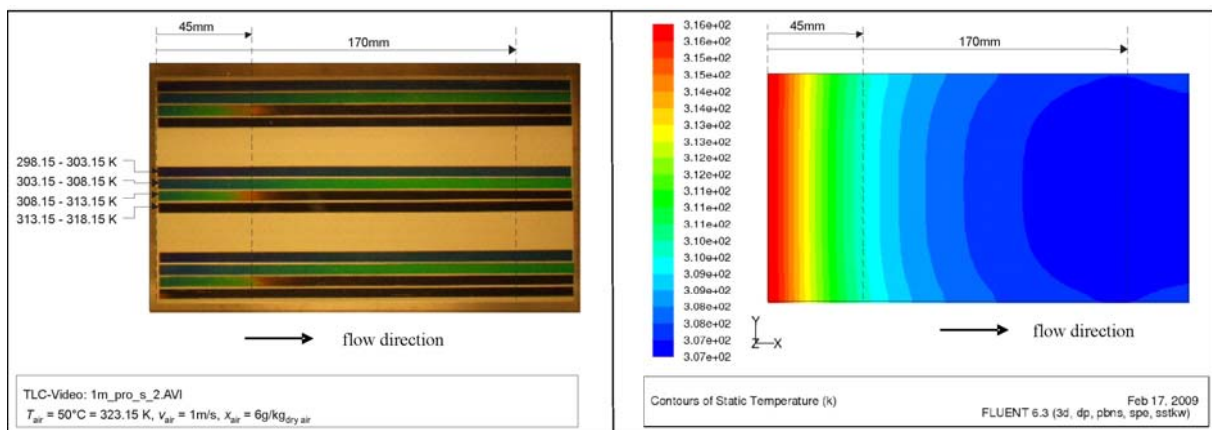 45mm
170mm
298.15 - 303.15 K
303.15 - 308.15 K
308.15 - 313.15 K
313.15 - 318.15 K
flow direction
TLC-Video: 1m_pro_s_2.AVI
Tair = 50°C = 323.15 K, vair = 1m/s, xair = 6g/kgdry air
3.16e+02
3.16e+02
3.15e+02
3.15e+02
3.14e+02
3.14e+02
3.13e+02
3.13e+02
3.12e+02
3.12e+02
3.11e+02
3.11e+02
3.10e+02
3.10e+02
3.09e+02
3.09e+02
3.08e+02
3.08e+02
3.07e+02
3.07e+02
45mm
170mm
Y
Z X
flow direction
Contours of Static Temperature (k)
Feb 17, 2009
FLUENT 6.3 (3d, dp, pbns, spe, sstkw)